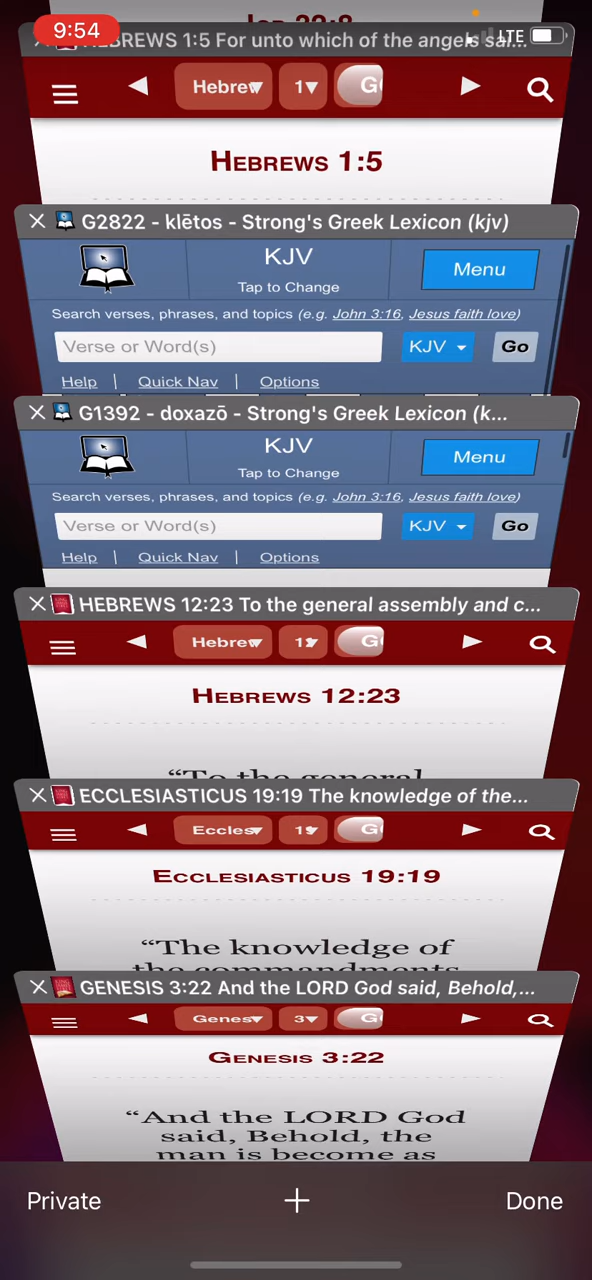 9:54
LTE
HEBREWS 1:5 For unto which of the angels sai...
Hebrew
1
G
HEBREWS 1:5
G2822 - klētos - Strong's Greek Lexicon (kjv)
KJV
Menu
Tap to Change
Search verses, phrases, and topics (e.g. John 3:16, Jesus faith love)
Verse or Word(s)
KJV
Go
Help | Quick Nav | Options
G1392 - doxazō - Strong's Greek Lexicon (k...
KJV
Menu
Tap to Change
Search verses, phrases, and topics (e.g. John 3:16, Jesus faith love)
Verse or Word(s)
KJV
Go
Help | Quick Nav | Options
HEBREWS 12:23 To the general assembly and c...
Hebrew
1
G
HEBREWS 12:23
“To the general
ECCLESIASTICUS 19:19 The knowledge of the...
Eccles
1
G
ECCLESIASTICUS 19:19
“The knowledge of
the commandments
GENESIS 3:22 And the LORD God said, Behold,...
Genes
3
G
GENESIS 3:22
“And the LORD God
said, Behold, the
man is become as
Private
Done